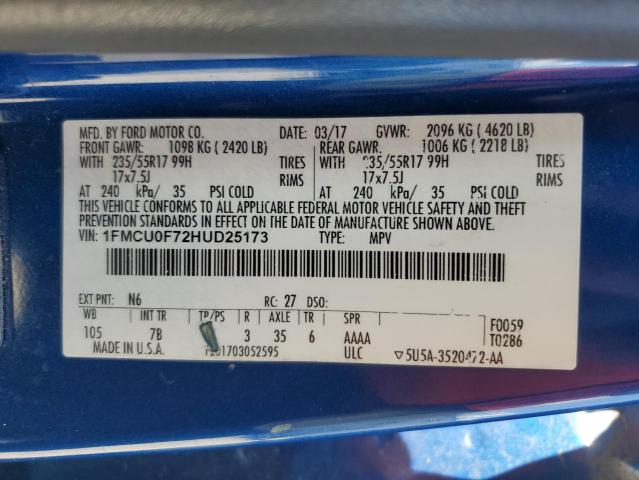 MFD. BY FORD MOTOR CO. DATE: 03/17 GVWR: 2096 KG ( 4620 LB)
FRONT GAWR: 1098 KG ( 2420 LB) REAR GAWR: 1006 KG ( 2218 LB)
WITH 235/55R17 99H TIRES WITH 235/55R17 99H TIRES
17x7.5J RIMS 17x7.5J RIMS
AT 240 kPa/ 35 PSI COLD AT 240 kPa/ 35 PSI COLD
THIS VEHICLE CONFORMS TO ALL APPLICABLE FEDERAL MOTOR VEHICLE SAFETY AND THEFT
PREVENTION STANDARDS IN EFFECT ON THE DATE OF MANUFACTURE SHOWN ABOVE.
VIN: 1FMCU0F72HUD25173 TYPE: MPV
EXT PNT: N6 RC: 27 DSO:
WB INT TR TP/PS R AXLE TR SPR F0059
105 7B 3 35 6 AAAA T0286
MADE IN U.S.A. ULC ▽5U5A-3520472-AA